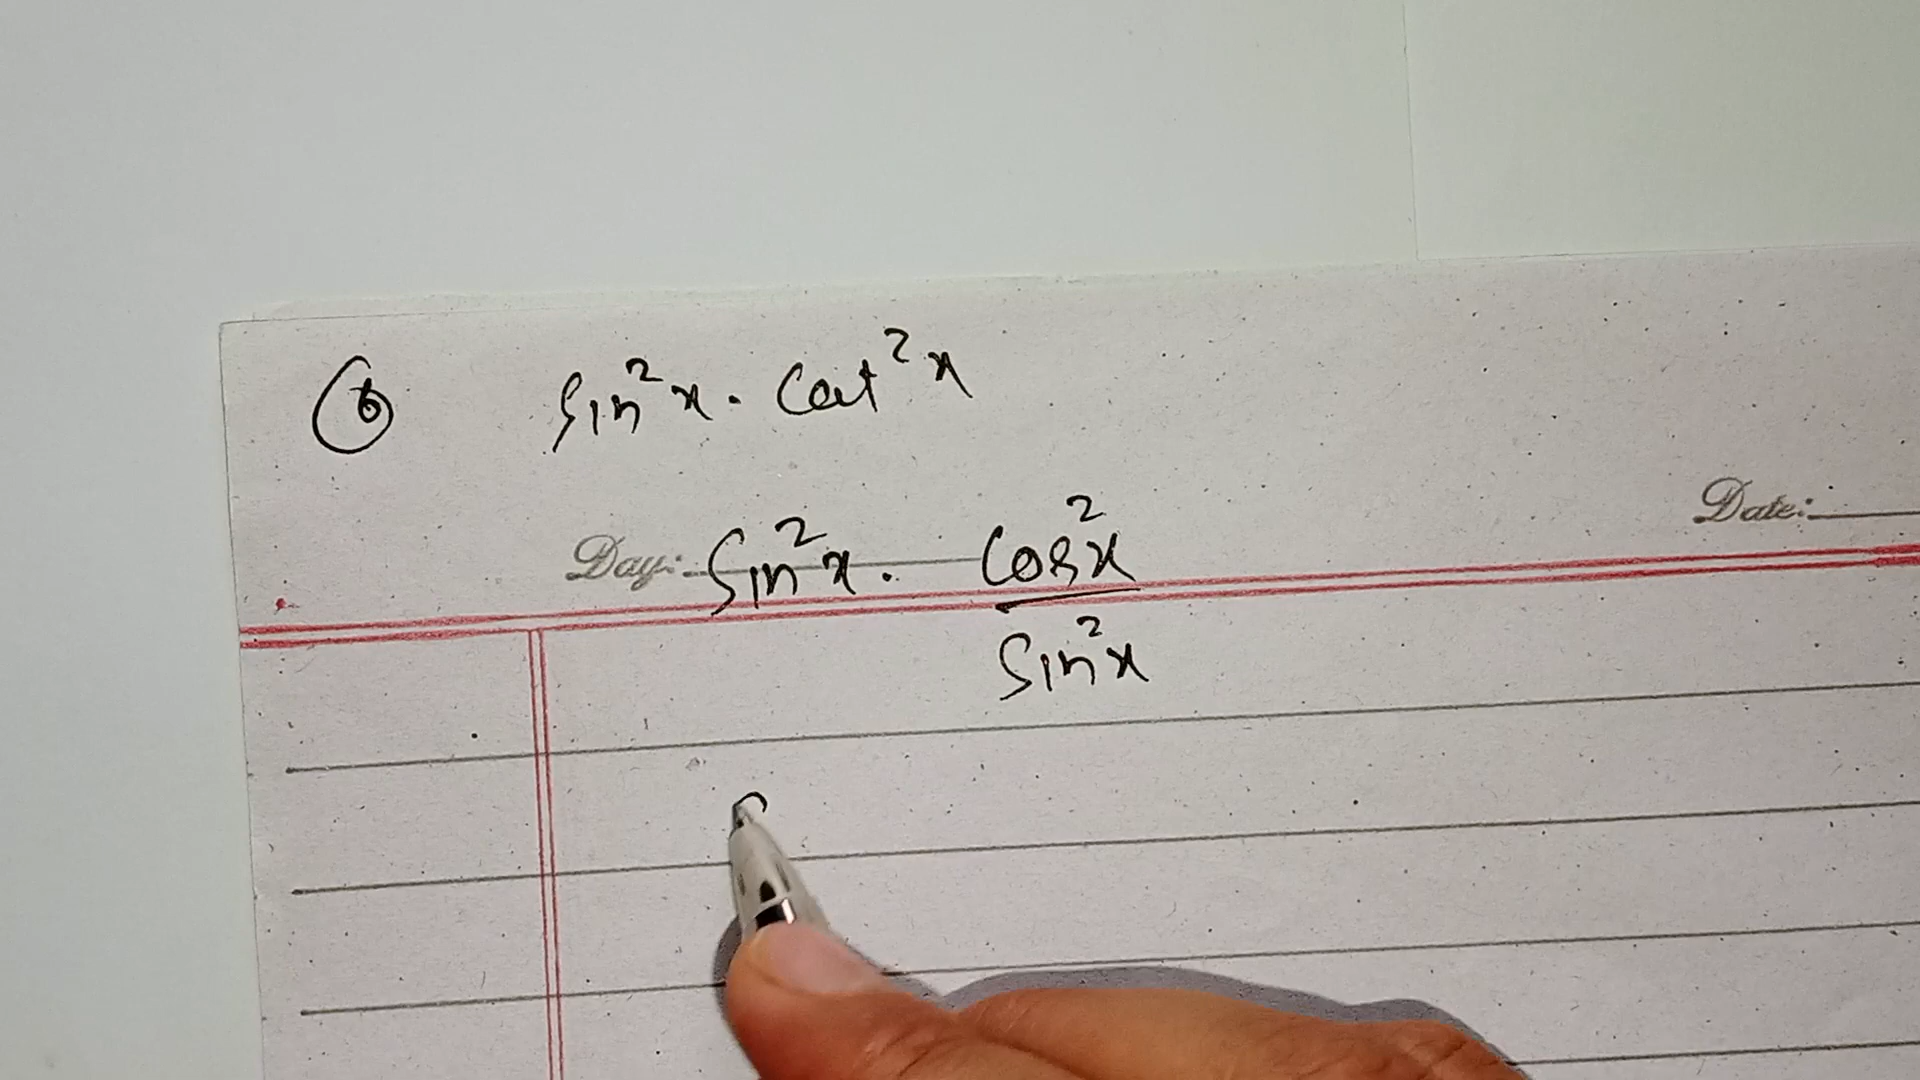 ⑥ Sin²x . Cot²x
Date:
Day: Sin²x . Cos²x
Sin²x